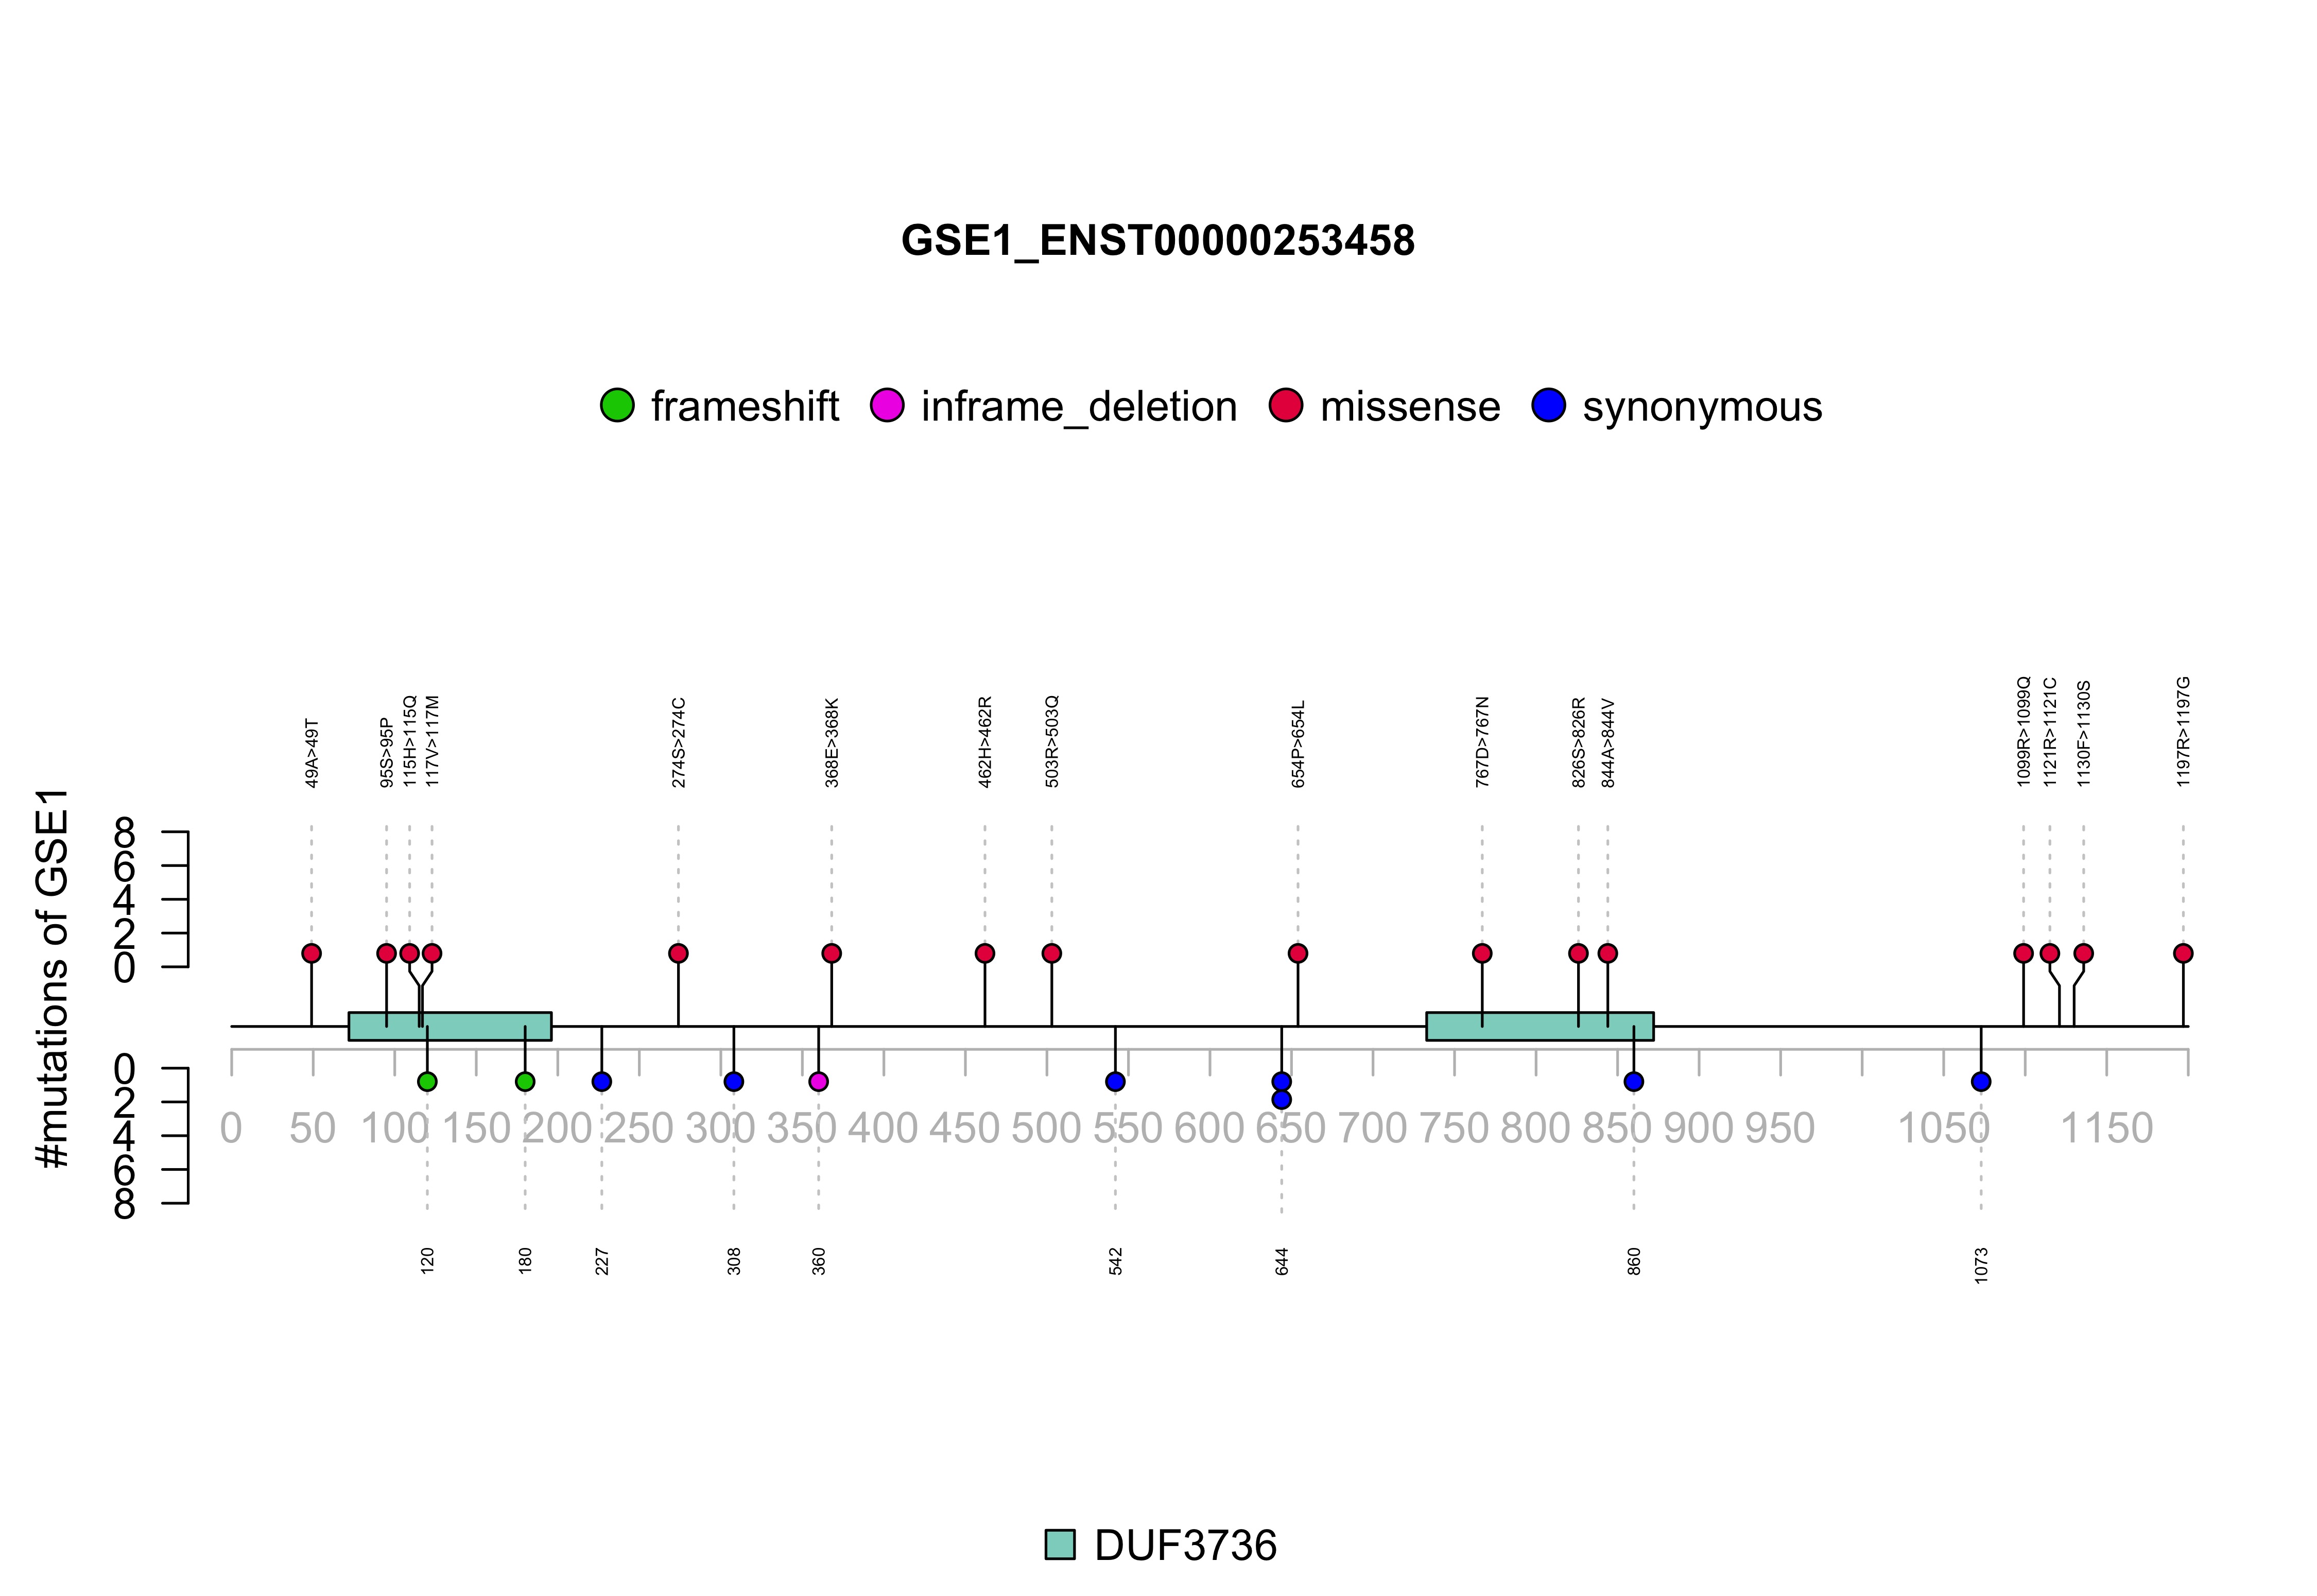 GSE1_ENST00000253458
frameshift inframe_deletion missense synonymous
49A>49T 95S>95P 115H>115Q 117V>117M 274S>274C 368E>368K 462H>462R 503R>503Q 654P>654L 767D>767N 826S>826R 844A>844V 1099R>1099Q 1121R>1121C 1130F>1130S 1197R>1197G
#mutations of GSE1
8
6
4
2
0
0
2
4
6
8
0 50 100 150 200 250 300 350 400 450 500 550 600 650 700 750 800 850 900 950 1050 1150
120 180 227 308 360 542 644 860 1073
DUF3736